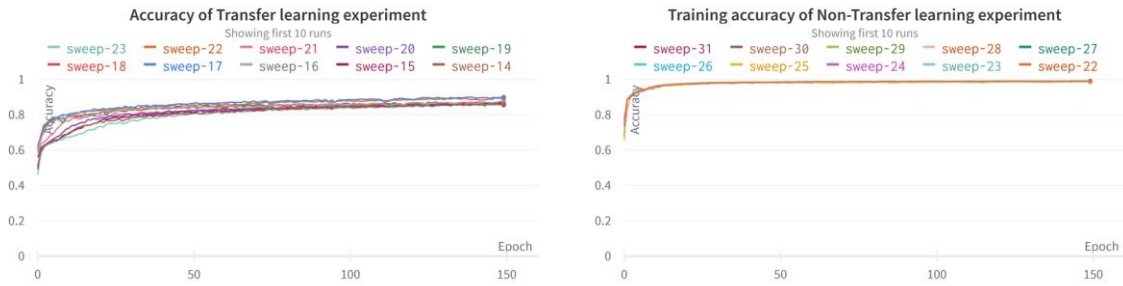 Accuracy of Transfer learning experiment
Showing first 10 runs
sweep-23 sweep-22 sweep-21 sweep-20 sweep-19
sweep-18 sweep-17 sweep-16 sweep-15 sweep-14
Accuracy
1
0.8
0.6
0.4
0.2
0
Epoch
0 50 100 150
Training accuracy of Non-Transfer learning experiment
Showing first 10 runs
sweep-31 sweep-30 sweep-29 sweep-28 sweep-27
sweep-26 sweep-25 sweep-24 sweep-23 sweep-22
Accuracy
1
0.8
0.6
0.4
0.2
0
Epoch
0 50 100 150